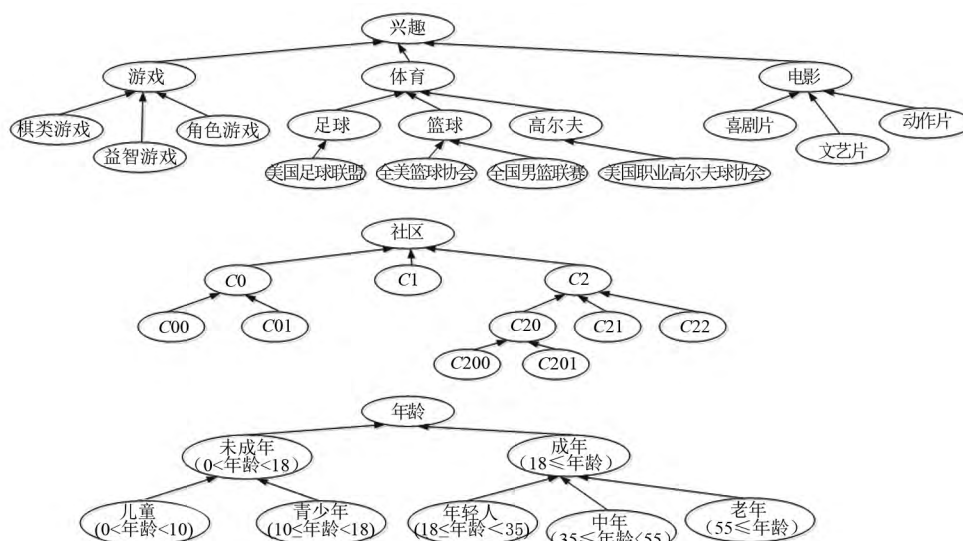 兴趣
游戏
体育
电影
棋类游戏
益智游戏
角色游戏
足球
篮球
高尔夫
喜剧片
文艺片
动作片
美国足球联盟
全美篮球协会
全国男篮联赛
美国职业高尔夫球协会
社区
C0
C1
C2
C00
C01
C20
C21
C22
C200
C201
年龄
未成年
(0<年龄<18)
成年
(18≤年龄)
儿童
(0<年龄<10)
青少年
(10≤年龄<18)
年轻人
(18≤年龄<35)
中年
(35≤年龄<55)
老年
(55≤年龄)